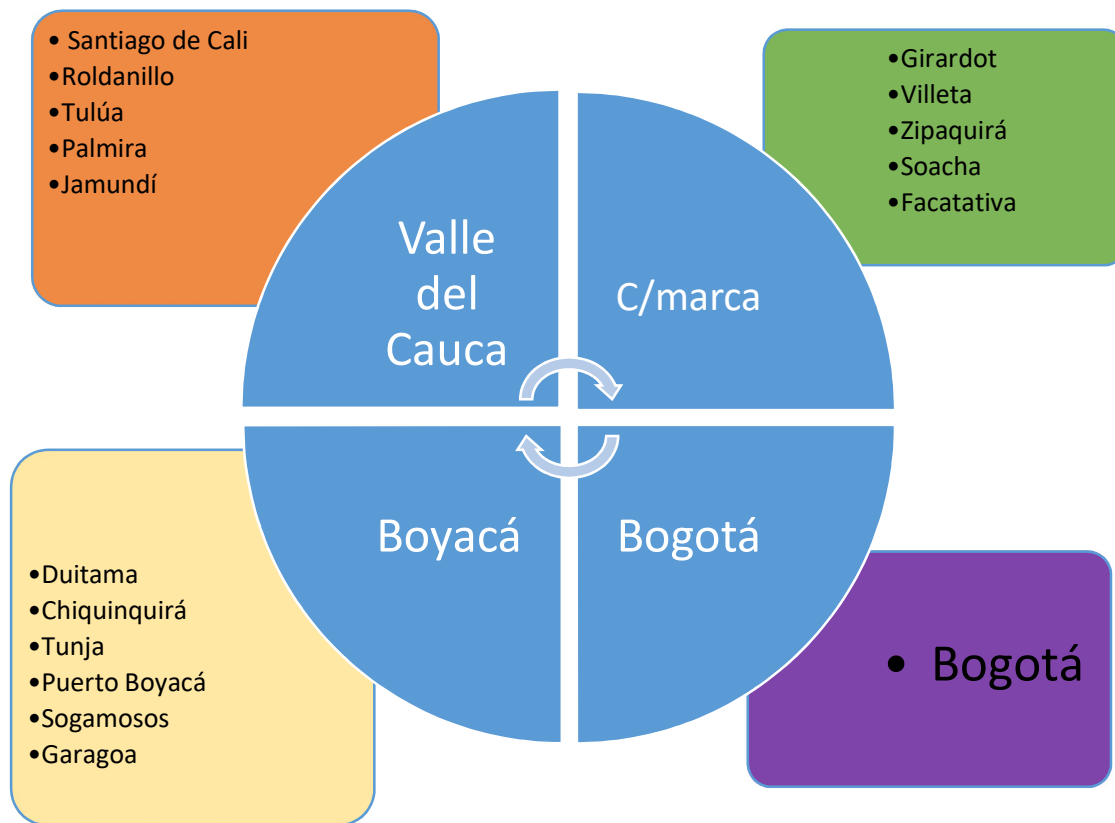 • Santiago de Cali
•Roldanillo
•Tulúa
•Palmira
•Jamundí
•Girardot
•Villeta
•Zipaquirá
•Soacha
•Facatativa
Valle
del
Cauca
C/marca
Boyacá
Bogotá
•Duitama
•Chiquinquirá
•Tunja
•Puerto Boyacá
•Sogamosos
•Garagoa
• Bogotá